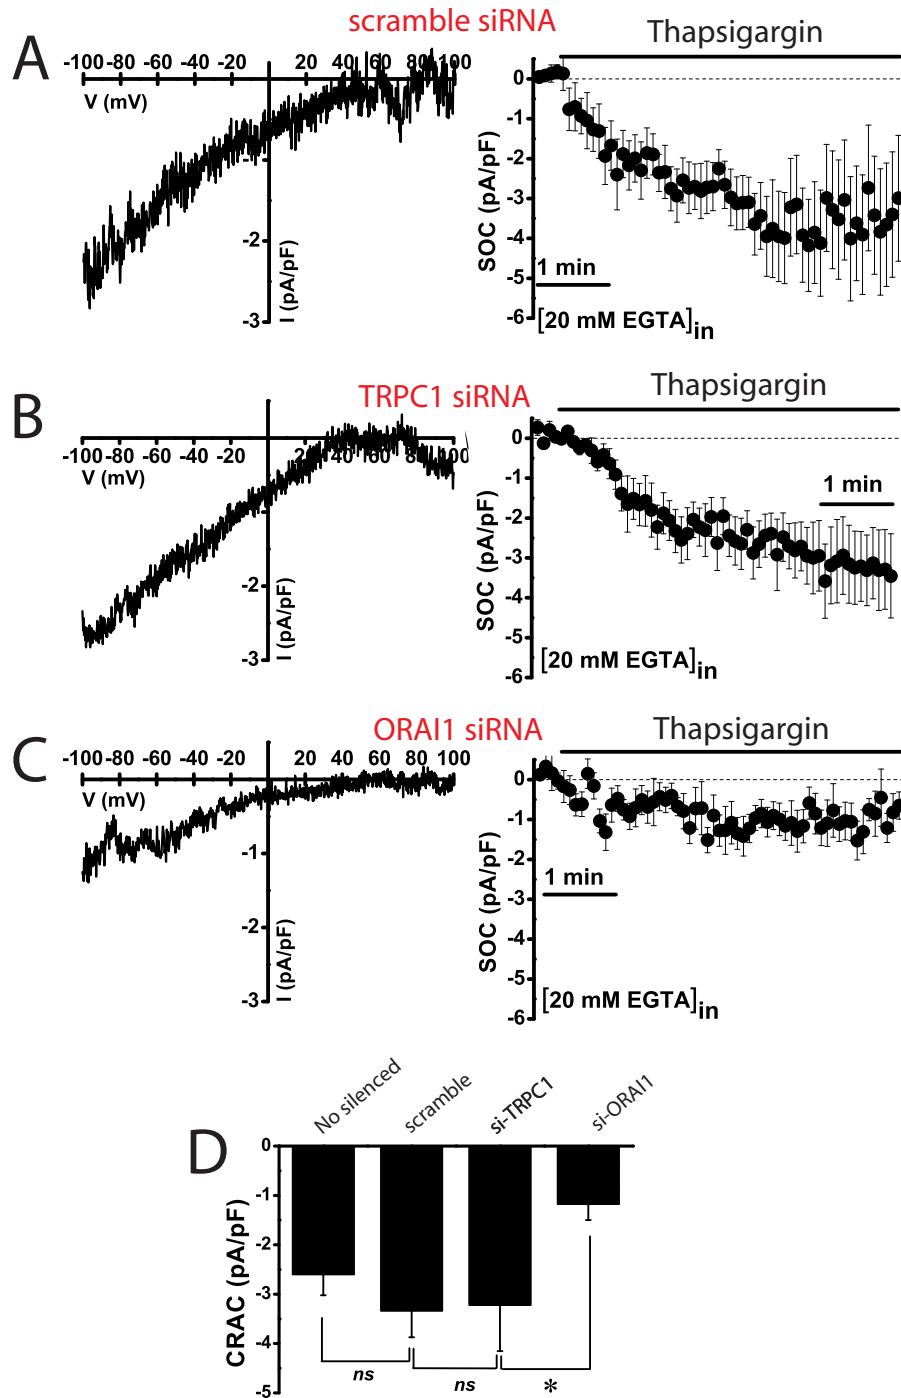 A
scramble siRNA
-100 -80 -60 -40 -20 0 20 40 60 80 100
V (mV)
-2
-3
I (pA/pF)
Thapsigargin
0
-1
-2
-3
-4
-5
-6
SOC (pA/pF)
1 min
[20 mM EGTA]in
B
TRPC1 siRNA
-100 -80 -60 -40 -20 0 20 40 60 80 100
V (mV)
-2
-3
I (pA/pF)
Thapsigargin
0
-1
-2
-3
-4
-5
-6
SOC (pA/pF)
1 min
[20 mM EGTA]in
C
ORAI1 siRNA
-100 -80 -60 -40 -20 0 20 40 60 80 100
V (mV)
-1
-2
-3
I (pA/pF)
Thapsigargin
0
-1
-2
-3
-4
-5
-6
SOC (pA/pF)
1 min
[20 mM EGTA]in
D
No silenced
scramble
si-TRPC1
si-ORAI1
0
-1
-2
-3
-4
-5
CRAC (pA/pF)
ns
ns
*